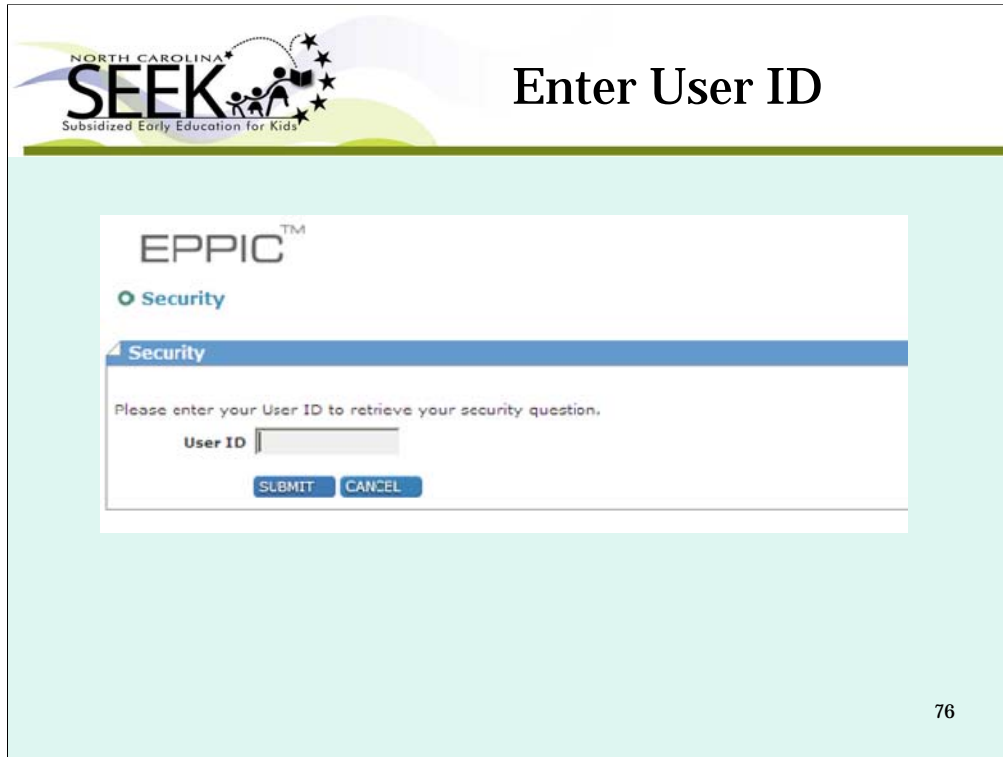 NORTH CAROLINA
SEEK
Subsidized Early Education for Kids
Enter User ID
EPPIC™
Security
Security
Please enter your User ID to retrieve your security question.
User ID
SUBMIT CANCEL
76